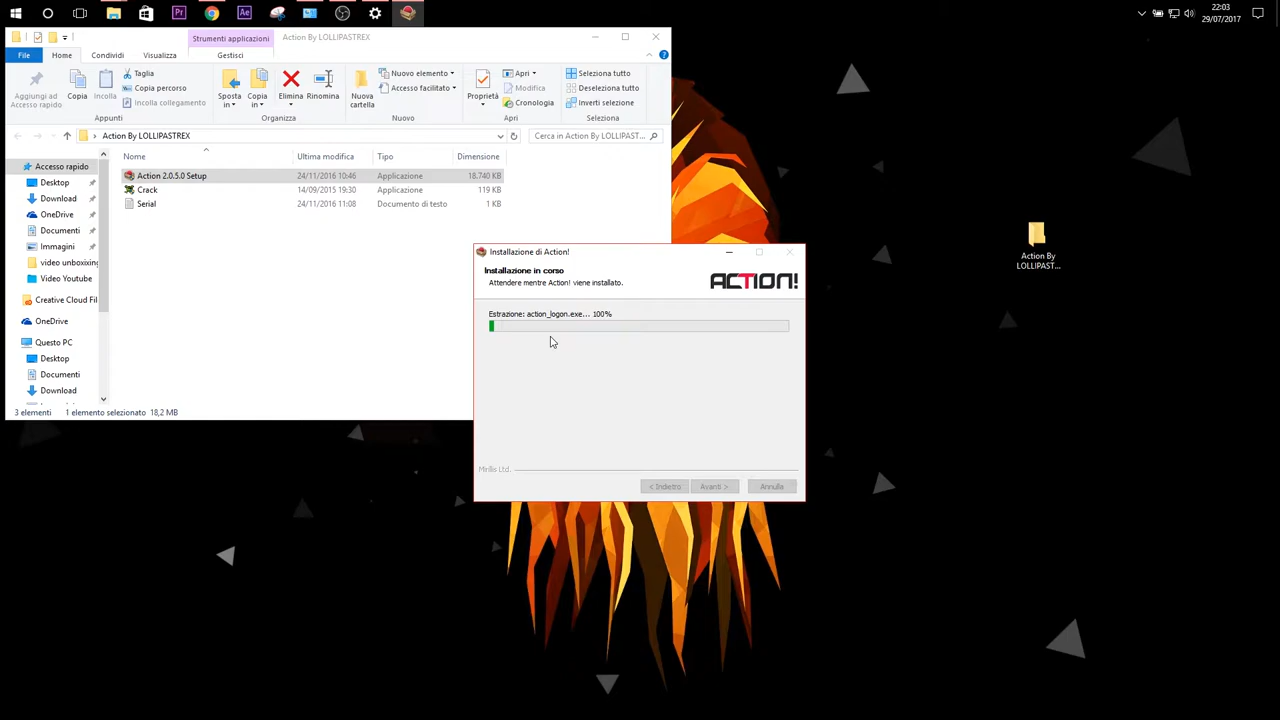 22:03
29/07/2017
Strumenti applicazioni
Action By LOLLIPASTREX
File
Home
Condividi
Visualizza
Gestisci
Aggiungi ad
Accesso rapido
Copia
Incolla
Taglia
Copia percorso
Incolla collegamento
Sposta
in
Copia
in
Elimina
Rinomina
Nuova
cartella
Nuovo elemento
Accesso facilitato
Proprietà
Apri
Modifica
Cronologia
Seleziona tutto
Deseleziona tutto
Inverti selezione
Appunti
Organizza
Nuovo
Apri
Seleziona
Action By LOLLIPASTREX
Cerca in Action By LOLLIPAST...
Nome
Ultima modifica
Tipo
Dimensione
Action 2.0.5.0 Setup
24/11/2016 10:46
Applicazione
18.740 KB
Crack
14/09/2015 19:30
Applicazione
119 KB
Serial
24/11/2016 11:08
Documento di testo
1 KB
Accesso rapido
Desktop
Download
OneDrive
Documenti
Immagini
video unboxixing
Video Youtube
Creative Cloud Fil
OneDrive
Questo PC
Desktop
Documenti
Download
3 elementi
1 elemento selezionato 18,2 MB
Installazione di Action!
Installazione in corso
Attendere mentre Action! viene installato.
ACTION!
Estrazione: action_logon.exe... 100%
Mirillis Ltd.
< Indietro
Avanti >
Annulla
Action By
LOLLIPAST...
Pr
Ae